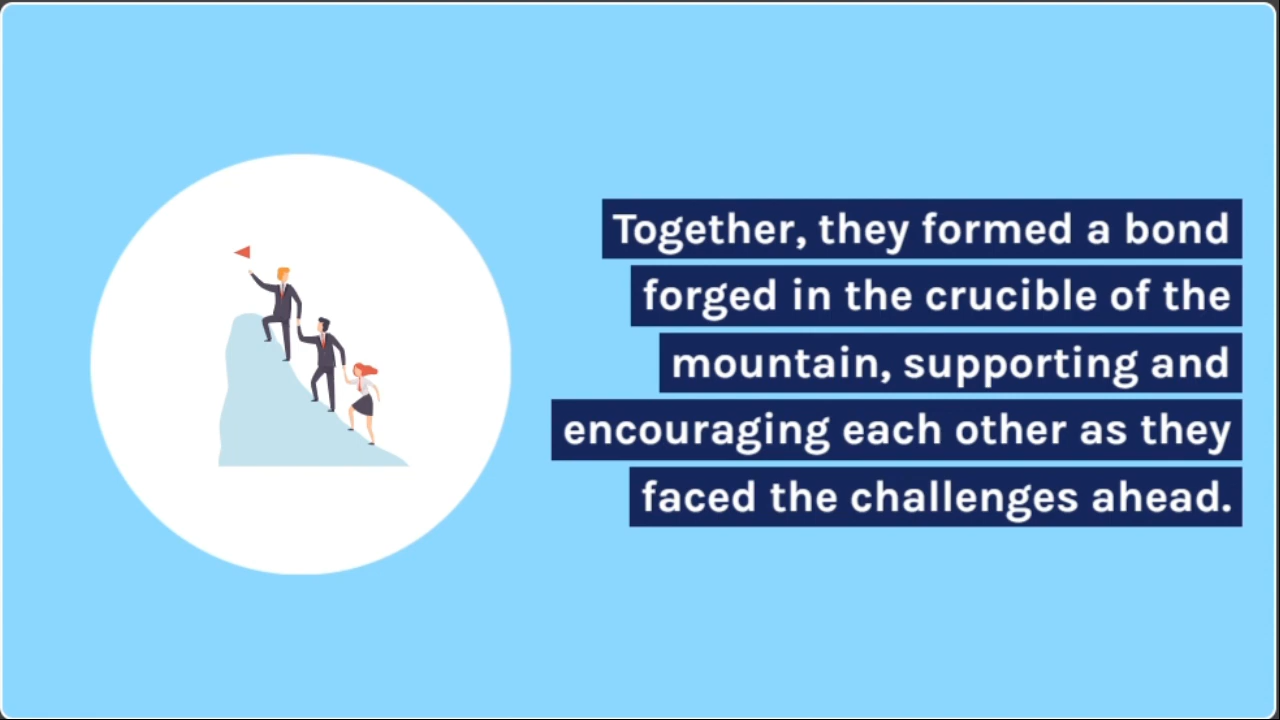 Together, they formed a bond
forged in the crucible of the
mountain, supporting and
encouraging each other as they
faced the challenges ahead.